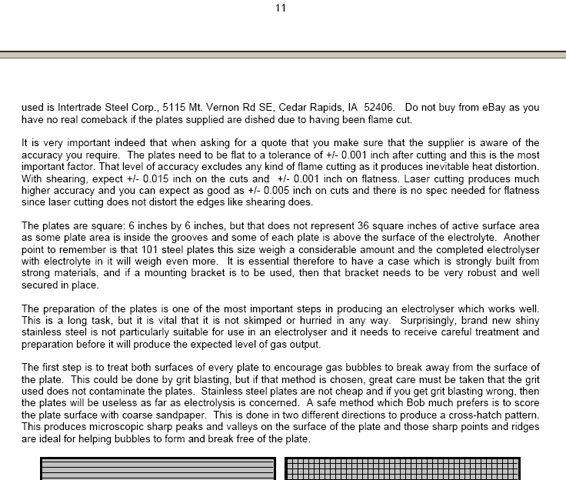 11
used is Intertrade Steel Corp., 5115 Mt. Vernon Rd SE, Cedar Rapids, IA 52406. Do not buy from eBay as you
have no real comeback if the plates supplied are dished due to having been flame cut.
It is very important indeed that when asking for a quote that you make sure that the supplier is aware of the
accuracy you require. The plates need to be flat to a tolerance of +/- 0.001 inch after cutting and this is the most
important factor. That level of accuracy excludes any kind of flame cutting as it produces inevitable heat distortion.
With shearing, expect +/- 0.015 inch on the cuts and +/- 0.001 inch on flatness. Laser cutting produces much
higher accuracy and you can expect as good as +/- 0.005 inch on cuts and there is no spec needed for flatness
since laser cutting does not distort the edges like shearing does.
The plates are square: 6 inches by 6 inches, but that does not represent 36 square inches of active surface area
as some plate area is inside the grooves and some of each plate is above the surface of the electrolyte. Another
point to remember is that 101 steel plates this size weigh a considerable amount and the completed electrolyser
with electrolyte in it will weigh even more. It is essential therefore to have a case which is strongly built from
strong materials, and if a mounting bracket is to be used, then that bracket needs to be very robust and well
secured in place.
The preparation of the plates is one of the most important steps in producing an electrolyser which works well.
This is a long task, but it is vital that it is not skimped or hurried in any way. Surprisingly, brand new shiny
stainless steel is not particularly suitable for use in an electrolyser and it needs to receive careful treatment and
preparation before it will produce the expected level of gas output.
The first step is to treat both surfaces of every plate to encourage gas bubbles to break away from the surface of
the plate. This could be done by grit blasting, but if that method is chosen, great care must be taken that the grit
used does not contaminate the plates. Stainless steel plates are not cheap and if you get grit blasting wrong, then
the plates will be useless as far as electrolysis is concerned. A safe method which Bob much prefers is to score
the plate surface with coarse sandpaper. This is done in two different directions to produce a cross-hatch pattern.
This produces microscopic sharp peaks and valleys on the surface of the plate and those sharp points and ridges
are ideal for helping bubbles to form and break free of the plate.